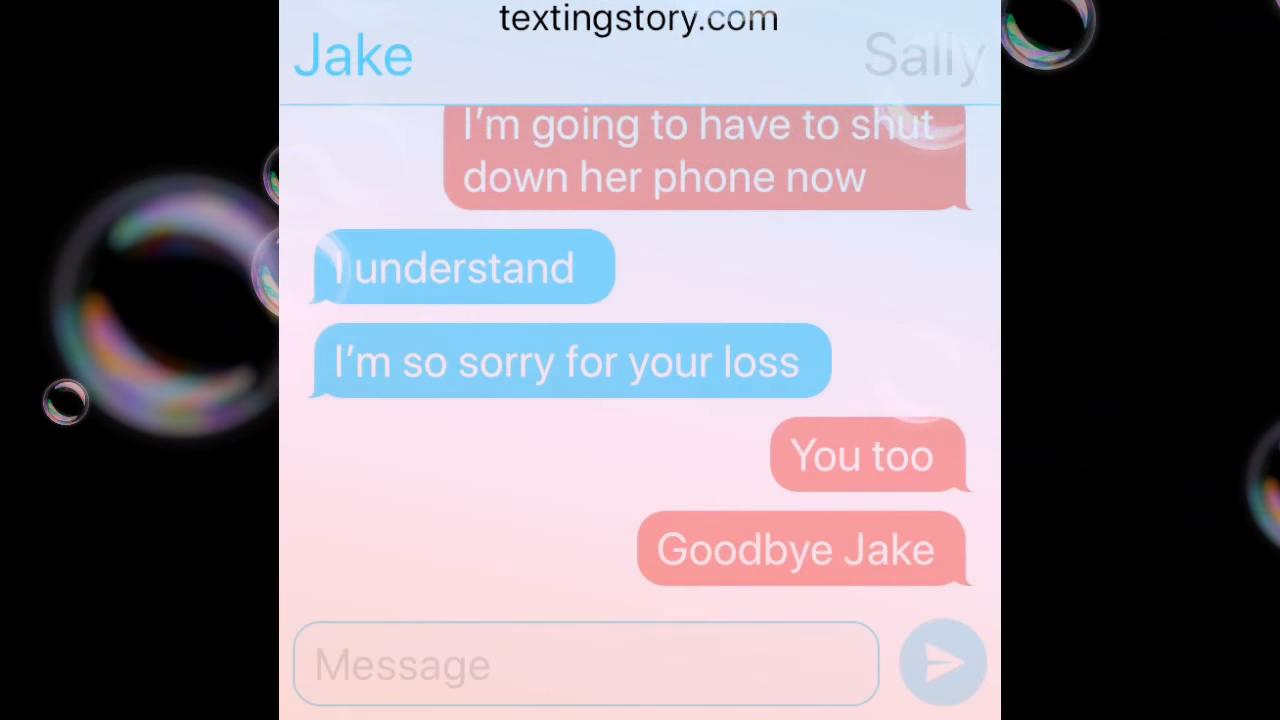 textingstory.com
Jake
Sally
I’m going to have to shut
down her phone now
I understand
I’m so sorry for your loss
You too
Goodbye Jake
Message